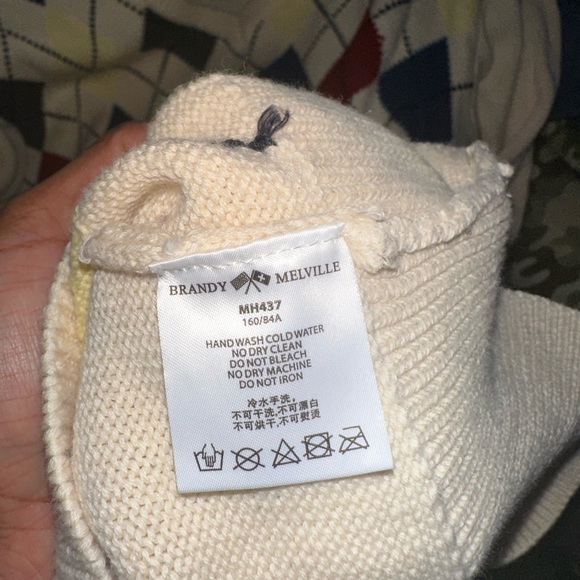 BRANDY MELVILLE
MH437
160/84A
HAND WASH COLD WATER
NO DRY CLEAN
DO NOT BLEACH
NO DRY MACHINE
DO NOT IRON
冷水手洗，
不可干洗，不可漂白
不可烘干，不可熨烫